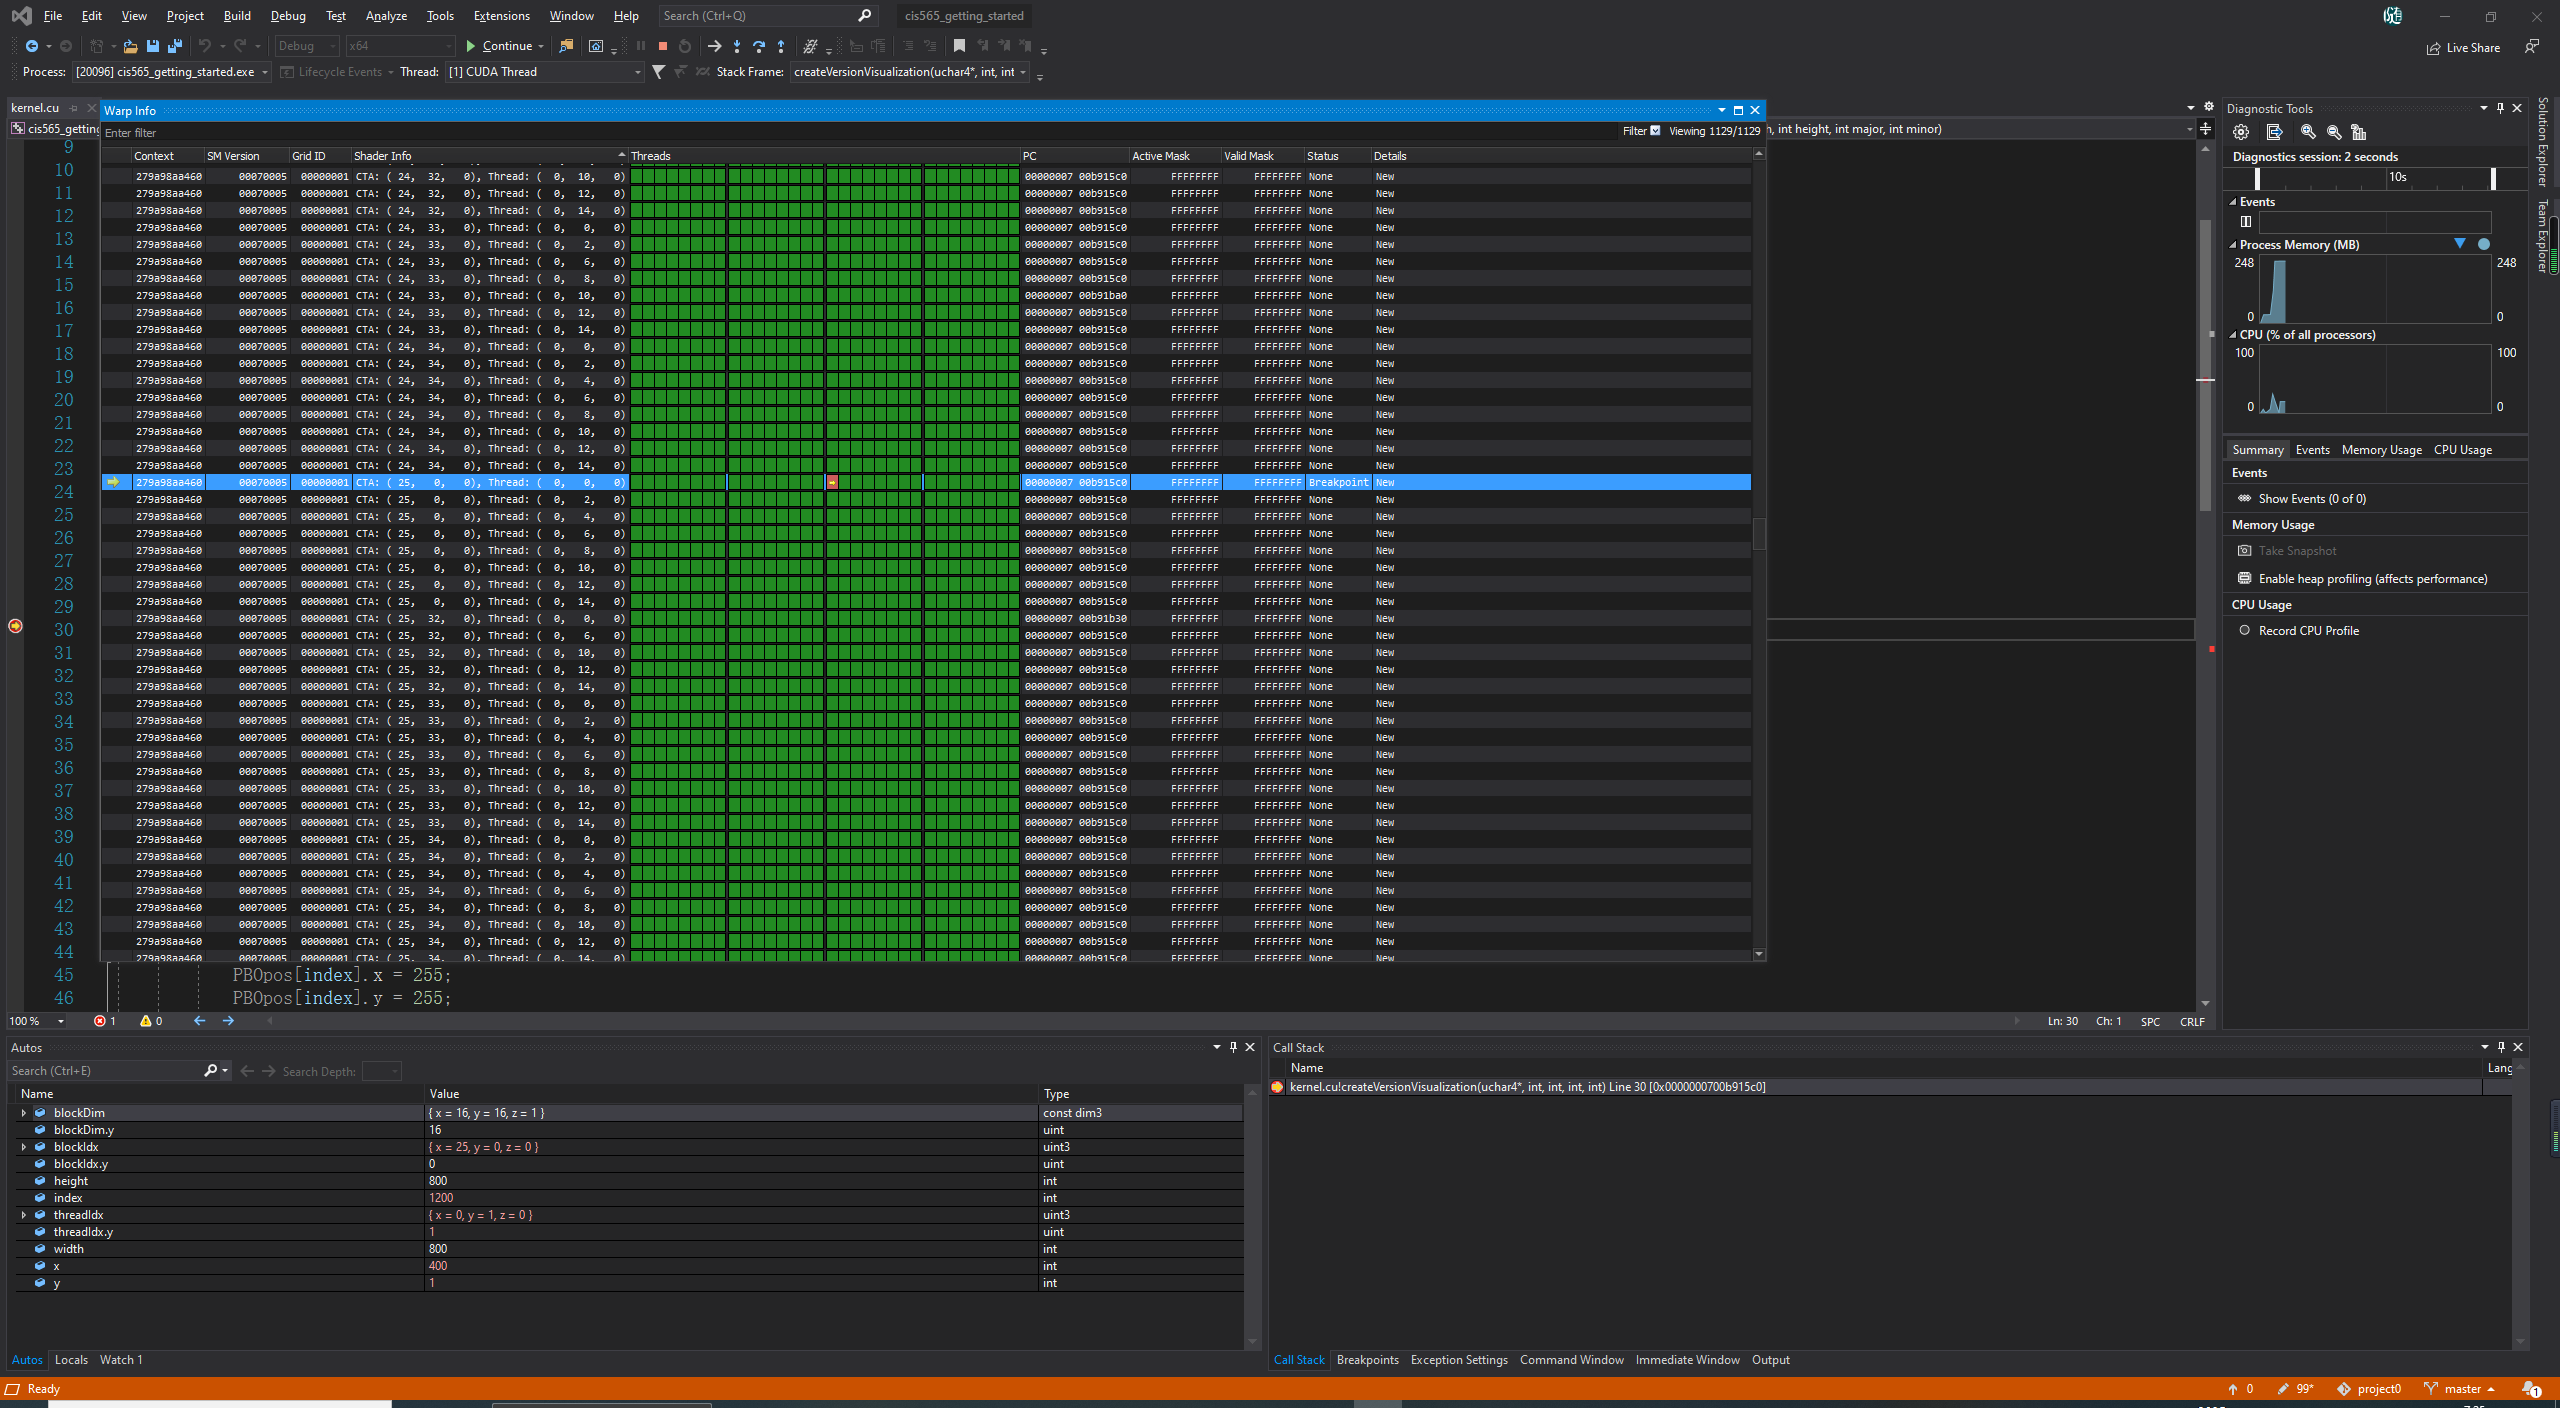 File Edit View Project Build Debug Test Analyze Tools Extensions Window Help Search (Ctrl+Q) cis565_getting_started
Debug x64 Continue Live Share
Process: [20096] cis565_getting_started.exe Lifecycle Events Thread: [1] CUDA Thread Stack Frame: createVersionVisualization(uchar4*, int, int
kernel.cu
cis565_getting
h, int height, int major, int minor)
Warp Info
Enter filter Filter Viewing 1129/1129
Context SM Version Grid ID Shader Info Threads PC Active Mask Valid Mask Status Details
279a98aa460 00070005 00000001 CTA: ( 24, 32, 0), Thread: ( 0, 10, 0) 00000007 00b915c0 FFFFFFFF FFFFFFFF None New
279a98aa460 00070005 00000001 CTA: ( 24, 32, 0), Thread: ( 0, 12, 0) 00000007 00b915c0 FFFFFFFF FFFFFFFF None New
279a98aa460 00070005 00000001 CTA: ( 24, 32, 0), Thread: ( 0, 14, 0) 00000007 00b915c0 FFFFFFFF FFFFFFFF None New
279a98aa460 00070005 00000001 CTA: ( 24, 33, 0), Thread: ( 0, 0, 0) 00000007 00b915c0 FFFFFFFF FFFFFFFF None New
279a98aa460 00070005 00000001 CTA: ( 24, 33, 0), Thread: ( 0, 2, 0) 00000007 00b915c0 FFFFFFFF FFFFFFFF None New
279a98aa460 00070005 00000001 CTA: ( 24, 33, 0), Thread: ( 0, 6, 0) 00000007 00b915c0 FFFFFFFF FFFFFFFF None New
279a98aa460 00070005 00000001 CTA: ( 24, 33, 0), Thread: ( 0, 8, 0) 00000007 00b915c0 FFFFFFFF FFFFFFFF None New
279a98aa460 00070005 00000001 CTA: ( 24, 33, 0), Thread: ( 0, 10, 0) 00000007 00b91ba0 FFFFFFFF FFFFFFFF None New
279a98aa460 00070005 00000001 CTA: ( 24, 33, 0), Thread: ( 0, 12, 0) 00000007 00b915c0 FFFFFFFF FFFFFFFF None New
279a98aa460 00070005 00000001 CTA: ( 24, 33, 0), Thread: ( 0, 14, 0) 00000007 00b915c0 FFFFFFFF FFFFFFFF None New
279a98aa460 00070005 00000001 CTA: ( 24, 34, 0), Thread: ( 0, 0, 0) 00000007 00b915c0 FFFFFFFF FFFFFFFF None New
279a98aa460 00070005 00000001 CTA: ( 24, 34, 0), Thread: ( 0, 2, 0) 00000007 00b915c0 FFFFFFFF FFFFFFFF None New
279a98aa460 00070005 00000001 CTA: ( 24, 34, 0), Thread: ( 0, 4, 0) 00000007 00b915c0 FFFFFFFF FFFFFFFF None New
279a98aa460 00070005 00000001 CTA: ( 24, 34, 0), Thread: ( 0, 6, 0) 00000007 00b915c0 FFFFFFFF FFFFFFFF None New
279a98aa460 00070005 00000001 CTA: ( 24, 34, 0), Thread: ( 0, 8, 0) 00000007 00b915c0 FFFFFFFF FFFFFFFF None New
279a98aa460 00070005 00000001 CTA: ( 24, 34, 0), Thread: ( 0, 10, 0) 00000007 00b915c0 FFFFFFFF FFFFFFFF None New
279a98aa460 00070005 00000001 CTA: ( 24, 34, 0), Thread: ( 0, 12, 0) 00000007 00b915c0 FFFFFFFF FFFFFFFF None New
279a98aa460 00070005 00000001 CTA: ( 24, 34, 0), Thread: ( 0, 14, 0) 00000007 00b915c0 FFFFFFFF FFFFFFFF None New
279a98aa460 00070005 00000001 CTA: ( 25, 0, 0), Thread: ( 0, 0, 0) 00000007 00b915c0 FFFFFFFF FFFFFFFF Breakpoint New
279a98aa460 00070005 00000001 CTA: ( 25, 0, 0), Thread: ( 0, 2, 0) 00000007 00b915c0 FFFFFFFF FFFFFFFF None New
279a98aa460 00070005 00000001 CTA: ( 25, 0, 0), Thread: ( 0, 4, 0) 00000007 00b915c0 FFFFFFFF FFFFFFFF None New
279a98aa460 00070005 00000001 CTA: ( 25, 0, 0), Thread: ( 0, 6, 0) 00000007 00b915c0 FFFFFFFF FFFFFFFF None New
279a98aa460 00070005 00000001 CTA: ( 25, 0, 0), Thread: ( 0, 8, 0) 00000007 00b915c0 FFFFFFFF FFFFFFFF None New
279a98aa460 00070005 00000001 CTA: ( 25, 0, 0), Thread: ( 0, 10, 0) 00000007 00b915c0 FFFFFFFF FFFFFFFF None New
279a98aa460 00070005 00000001 CTA: ( 25, 0, 0), Thread: ( 0, 12, 0) 00000007 00b915c0 FFFFFFFF FFFFFFFF None New
279a98aa460 00070005 00000001 CTA: ( 25, 0, 0), Thread: ( 0, 14, 0) 00000007 00b915c0 FFFFFFFF FFFFFFFF None New
279a98aa460 00070005 00000001 CTA: ( 25, 32, 0), Thread: ( 0, 0, 0) 00000007 00b91b30 FFFFFFFF FFFFFFFF None New
279a98aa460 00070005 00000001 CTA: ( 25, 32, 0), Thread: ( 0, 6, 0) 00000007 00b915c0 FFFFFFFF FFFFFFFF None New
279a98aa460 00070005 00000001 CTA: ( 25, 32, 0), Thread: ( 0, 10, 0) 00000007 00b915c0 FFFFFFFF FFFFFFFF None New
279a98aa460 00070005 00000001 CTA: ( 25, 32, 0), Thread: ( 0, 12, 0) 00000007 00b915c0 FFFFFFFF FFFFFFFF None New
279a98aa460 00070005 00000001 CTA: ( 25, 32, 0), Thread: ( 0, 14, 0) 00000007 00b915c0 FFFFFFFF FFFFFFFF None New
279a98aa460 00070005 00000001 CTA: ( 25, 33, 0), Thread: ( 0, 0, 0) 00000007 00b915c0 FFFFFFFF FFFFFFFF None New
279a98aa460 00070005 00000001 CTA: ( 25, 33, 0), Thread: ( 0, 2, 0) 00000007 00b915c0 FFFFFFFF FFFFFFFF None New
279a98aa460 00070005 00000001 CTA: ( 25, 33, 0), Thread: ( 0, 4, 0) 00000007 00b915c0 FFFFFFFF FFFFFFFF None New
279a98aa460 00070005 00000001 CTA: ( 25, 33, 0), Thread: ( 0, 6, 0) 00000007 00b915c0 FFFFFFFF FFFFFFFF None New
279a98aa460 00070005 00000001 CTA: ( 25, 33, 0), Thread: ( 0, 8, 0) 00000007 00b915c0 FFFFFFFF FFFFFFFF None New
279a98aa460 00070005 00000001 CTA: ( 25, 33, 0), Thread: ( 0, 10, 0) 00000007 00b915c0 FFFFFFFF FFFFFFFF None New
279a98aa460 00070005 00000001 CTA: ( 25, 33, 0), Thread: ( 0, 12, 0) 00000007 00b915c0 FFFFFFFF FFFFFFFF None New
279a98aa460 00070005 00000001 CTA: ( 25, 33, 0), Thread: ( 0, 14, 0) 00000007 00b915c0 FFFFFFFF FFFFFFFF None New
279a98aa460 00070005 00000001 CTA: ( 25, 34, 0), Thread: ( 0, 0, 0) 00000007 00b915c0 FFFFFFFF FFFFFFFF None New
279a98aa460 00070005 00000001 CTA: ( 25, 34, 0), Thread: ( 0, 2, 0) 00000007 00b915c0 FFFFFFFF FFFFFFFF None New
279a98aa460 00070005 00000001 CTA: ( 25, 34, 0), Thread: ( 0, 4, 0) 00000007 00b915c0 FFFFFFFF FFFFFFFF None New
279a98aa460 00070005 00000001 CTA: ( 25, 34, 0), Thread: ( 0, 6, 0) 00000007 00b915c0 FFFFFFFF FFFFFFFF None New
279a98aa460 00070005 00000001 CTA: ( 25, 34, 0), Thread: ( 0, 8, 0) 00000007 00b915c0 FFFFFFFF FFFFFFFF None New
279a98aa460 00070005 00000001 CTA: ( 25, 34, 0), Thread: ( 0, 10, 0) 00000007 00b915c0 FFFFFFFF FFFFFFFF None New
279a98aa460 00070005 00000001 CTA: ( 25, 34, 0), Thread: ( 0, 12, 0) 00000007 00b915c0 FFFFFFFF FFFFFFFF None New
279a98aa460 00070005 00000001 CTA: ( 25, 34, 0), Thread: ( 0, 14, 0) 00000007 00b915c0 FFFFFFFF FFFFFFFF None New
9
10
11
12
13
14
15
16
17
18
19
20
21
22
23
24
25
26
27
28
29
30
31
32
33
34
35
36
37
38
39
40
41
42
43
44
45 PBOpos[index].x = 255;
46 PBOpos[index].y = 255;
100 % 1 0 Ln: 30 Ch: 1 SPC CRLF
Diagnostic Tools
Diagnostics session: 2 seconds
10s
Events
Process Memory (MB)
248 248
0 0
CPU (% of all processors)
100 100
0 0
Summary Events Memory Usage CPU Usage
Events
Show Events (0 of 0)
Memory Usage
Take Snapshot
Enable heap profiling (affects performance)
CPU Usage
Record CPU Profile
Solution Explorer
Team Explorer
Autos
Search (Ctrl+E) Search Depth:
Name Value Type
blockDim { x = 16, y = 16, z = 1 } const dim3
blockDim.y 16 uint
blockIdx { x = 25, y = 0, z = 0 } uint3
blockIdx.y 0 uint
height 800 int
index 1200 int
threadIdx { x = 0, y = 1, z = 0 } uint3
threadIdx.y 1 uint
width 800 int
x 400 int
y 1 int
Autos Locals Watch 1
Call Stack
Name Lang
kernel.cu!createVersionVisualization(uchar4*, int, int, int, int) Line 30 [0x0000000700b915c0]
Call Stack Breakpoints Exception Settings Command Window Immediate Window Output
Ready 0 99* project0 master 1